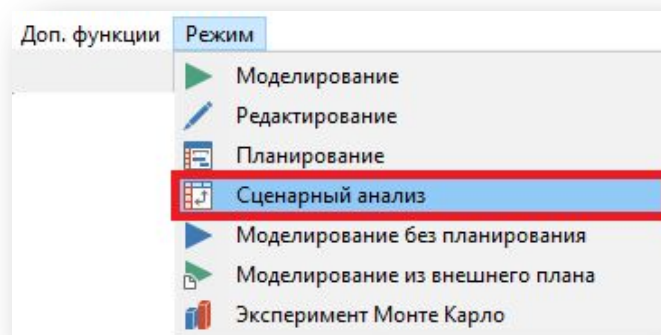 Доп. функции Режим
Моделирование
Редактирование
Планирование
Сценарный анализ
Моделирование без планирования
Моделирование из внешнего плана
Эксперимент Монте Карло